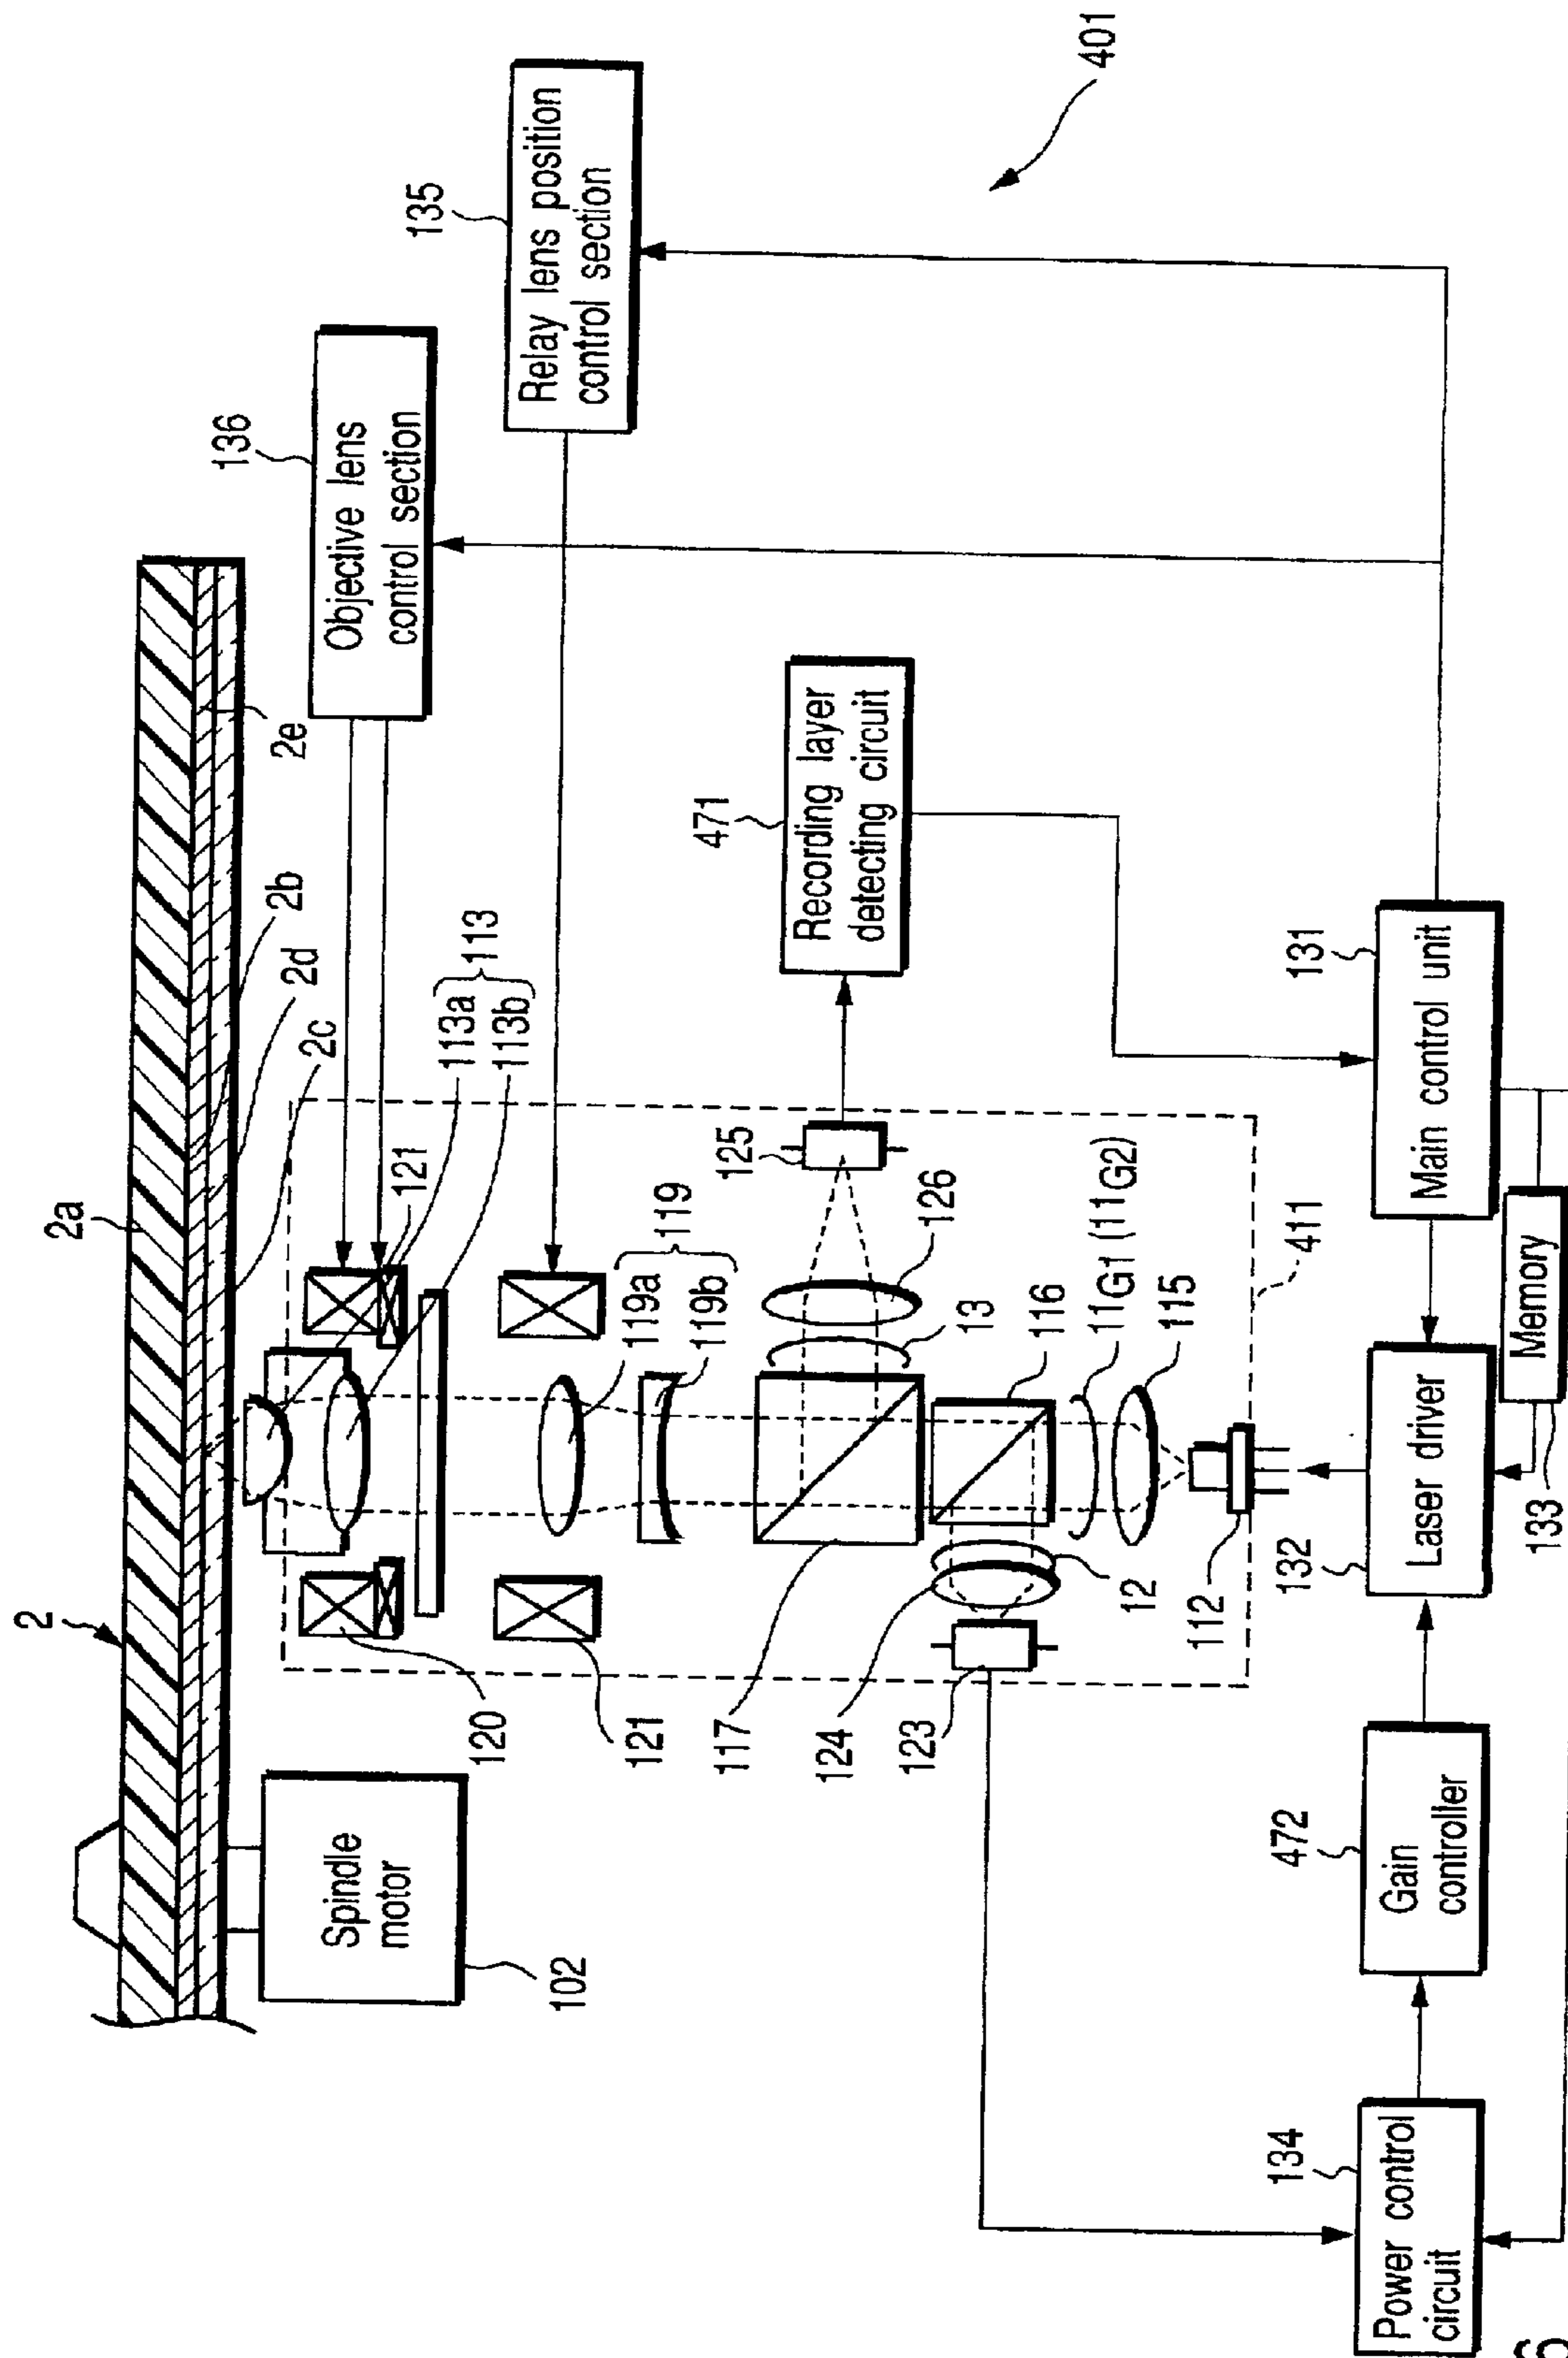 2
2a
2e
2b
2d
2c
136
Objective lens
control section
135
Relay lens position
control section
401
113a
113b
113
121
119a
119b
119
120
121
Spindle
motor
102
471
Recording layer
detecting circuit
125
126
13
117
116
11G1 (11G2)
115
411
124
123
12
112
131
Main control unit
Memory
133
Laser driver
132
472
Gain
controller
134
Power control
circuit
6